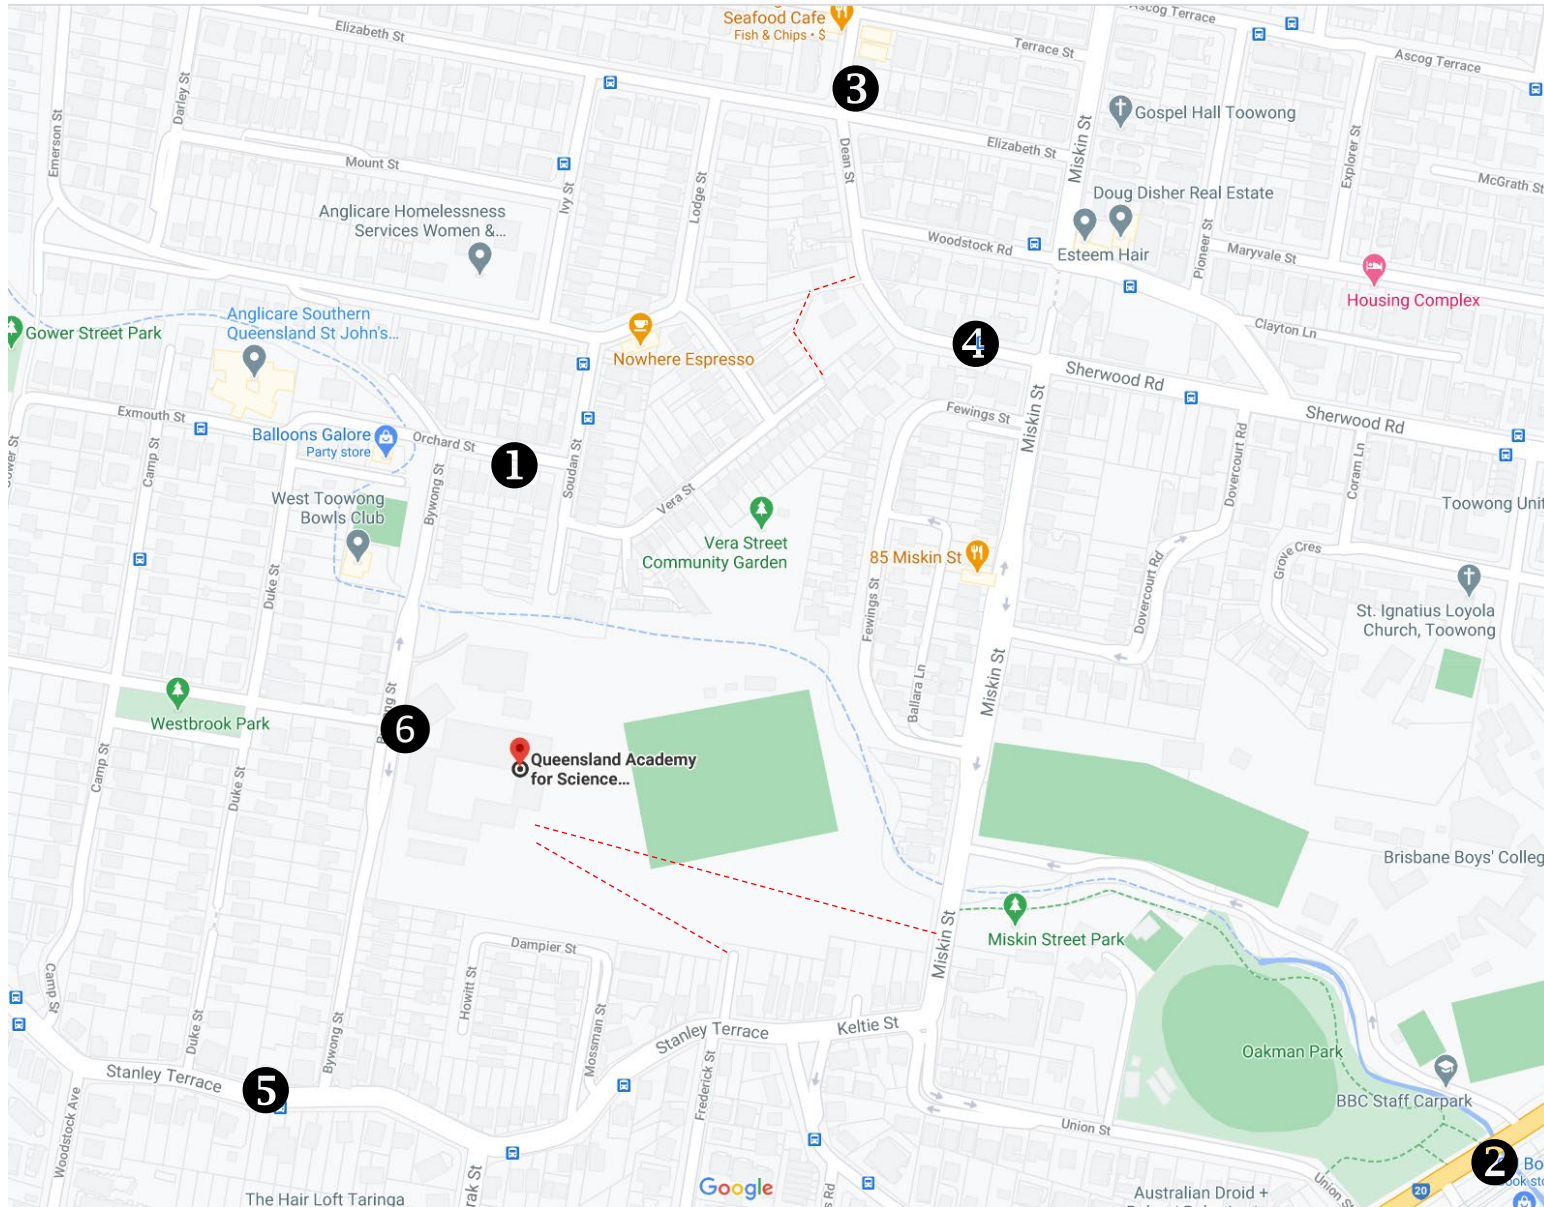 Seafood Cafe
Fish & Chips • $
Elizabeth St
Terrace St
Ascog Terrace
Ascog Terrace
3
Darley St
Emerson St
Mount St
Ivy St
Lodge St
Dean St
Elizabeth St
Miskin St
Gospel Hall Toowong
Explorer St
McGrath St
Anglicare Homelessness
Services Women &...
Doug Disher Real Estate
Woodstock Rd
Esteem Hair
Pioneer St
Maryvale St
Housing Complex
Gower Street Park
Anglicare Southern
Queensland St John's...
Nowhere Espresso
4
Clayton Ln
Sherwood Rd
Sherwood Rd
Exmouth St
Balloons Galore
Party store
Orchard St
1
Fewings St
Miskin St
Dovercourt Rd
Coram Ln
Camp St
Bywong St
Soudan St
Vera St
West Toowong
Bowls Club
Vera Street
Community Garden
85 Miskin St
Toowong Unit
Grove Cres
Duke St
Fewings St
Dovercourt Rd
St. Ignatius Loyola
Church, Toowong
Ballara Ln
Miskin St
Westbrook Park
6
Queensland Academy
for Science...
Camp St
Duke St
Brisbane Boys' Colleg
Miskin Street Park
Dampier St
Miskin St
Camp St
Howitt St
Duke St
Bywong St
Mossman St
Stanley Terrace
Keltie St
Stanley Terrace
5
Frederick St
Oakman Park
BBC Staff Carpark
Woodstock Ave
Union St
2
Google
20
The Hair Loft Taringa
Australian Droid +
Union St